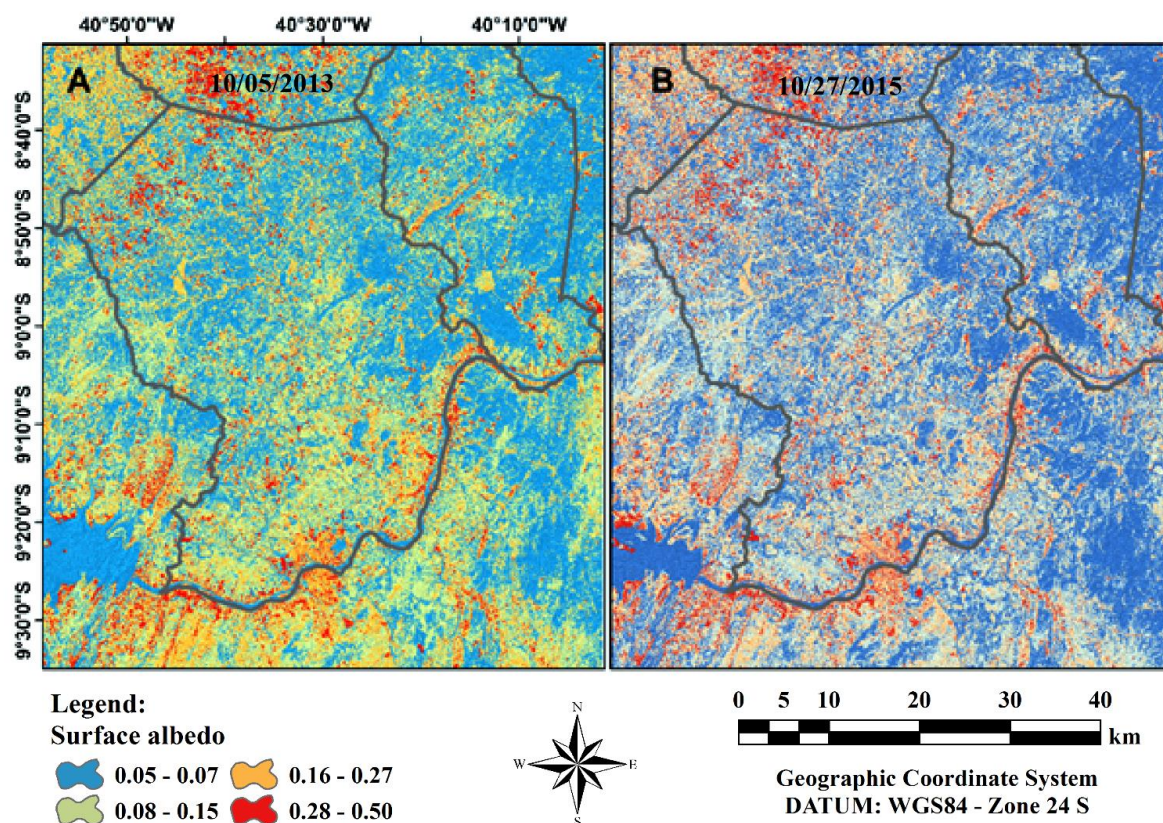 40°50'0"W 40°30'0"W 40°10'0"W
A 10/05/2013
B 10/27/2015
8°40'0"S
8°50'0"S
9°0'0"S
9°10'0"S
9°20'0"S
9°30'0"S
Legend:
Surface albedo
0.05 - 0.07 0.16 - 0.27
0.08 - 0.15 0.28 - 0.50
N
W E
S
0 5 10 20 30 40
km
Geographic Coordinate System
DATUM: WGS84 - Zone 24 S